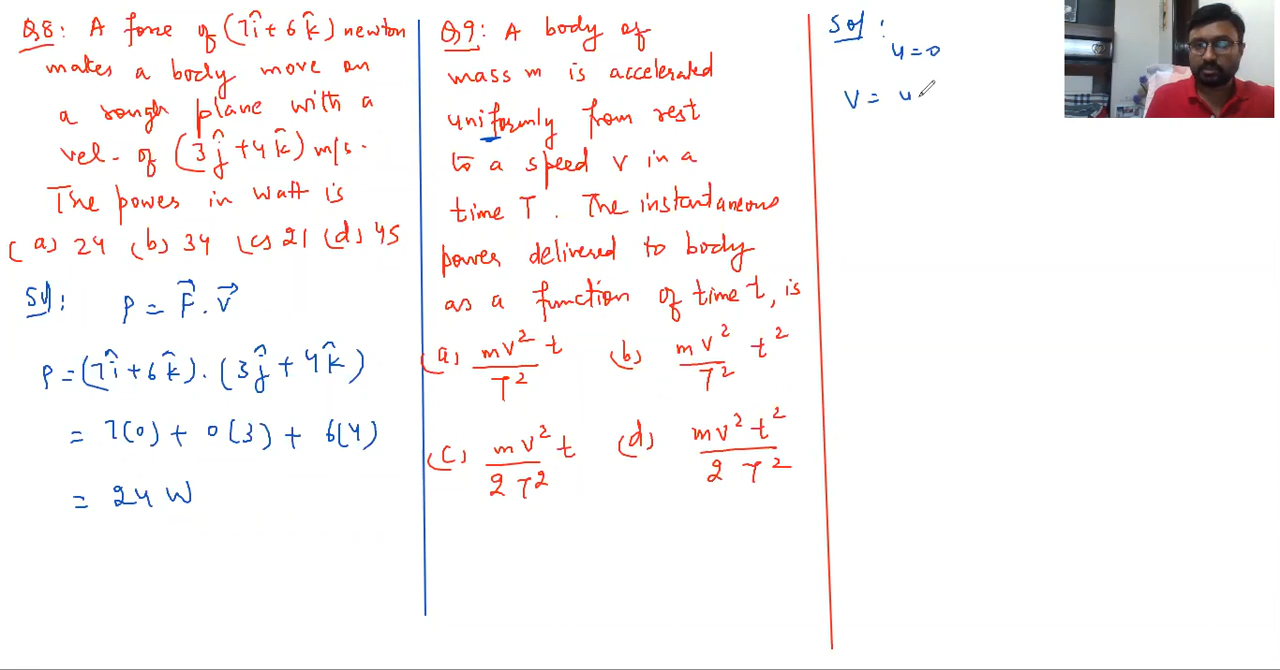 Q8: A force of (7î + 6k̂) newton
makes a body move on
a rough plane with a
vel. of (3ĵ + 4k̂) m/s.
The power in watt is
(a) 24 (b) 34 (c) 21 (d) 45
Sol:
P = F⃗ . v⃗
P = (7î + 6k̂) . (3ĵ + 4k̂)
= 7(0) + 0(3) + 6(4)
= 24 W
Q9: A body of
mass m is accelerated
uniformly from rest
to a speed v in a
time T. The instantaneous
power delivered to body
as a function of time t, is
(a) mv²/T² t (b) mv²/T² t²
(c) mv²/2T² t (d) mv²t²/2T²
Sol:
u = 0
v = u